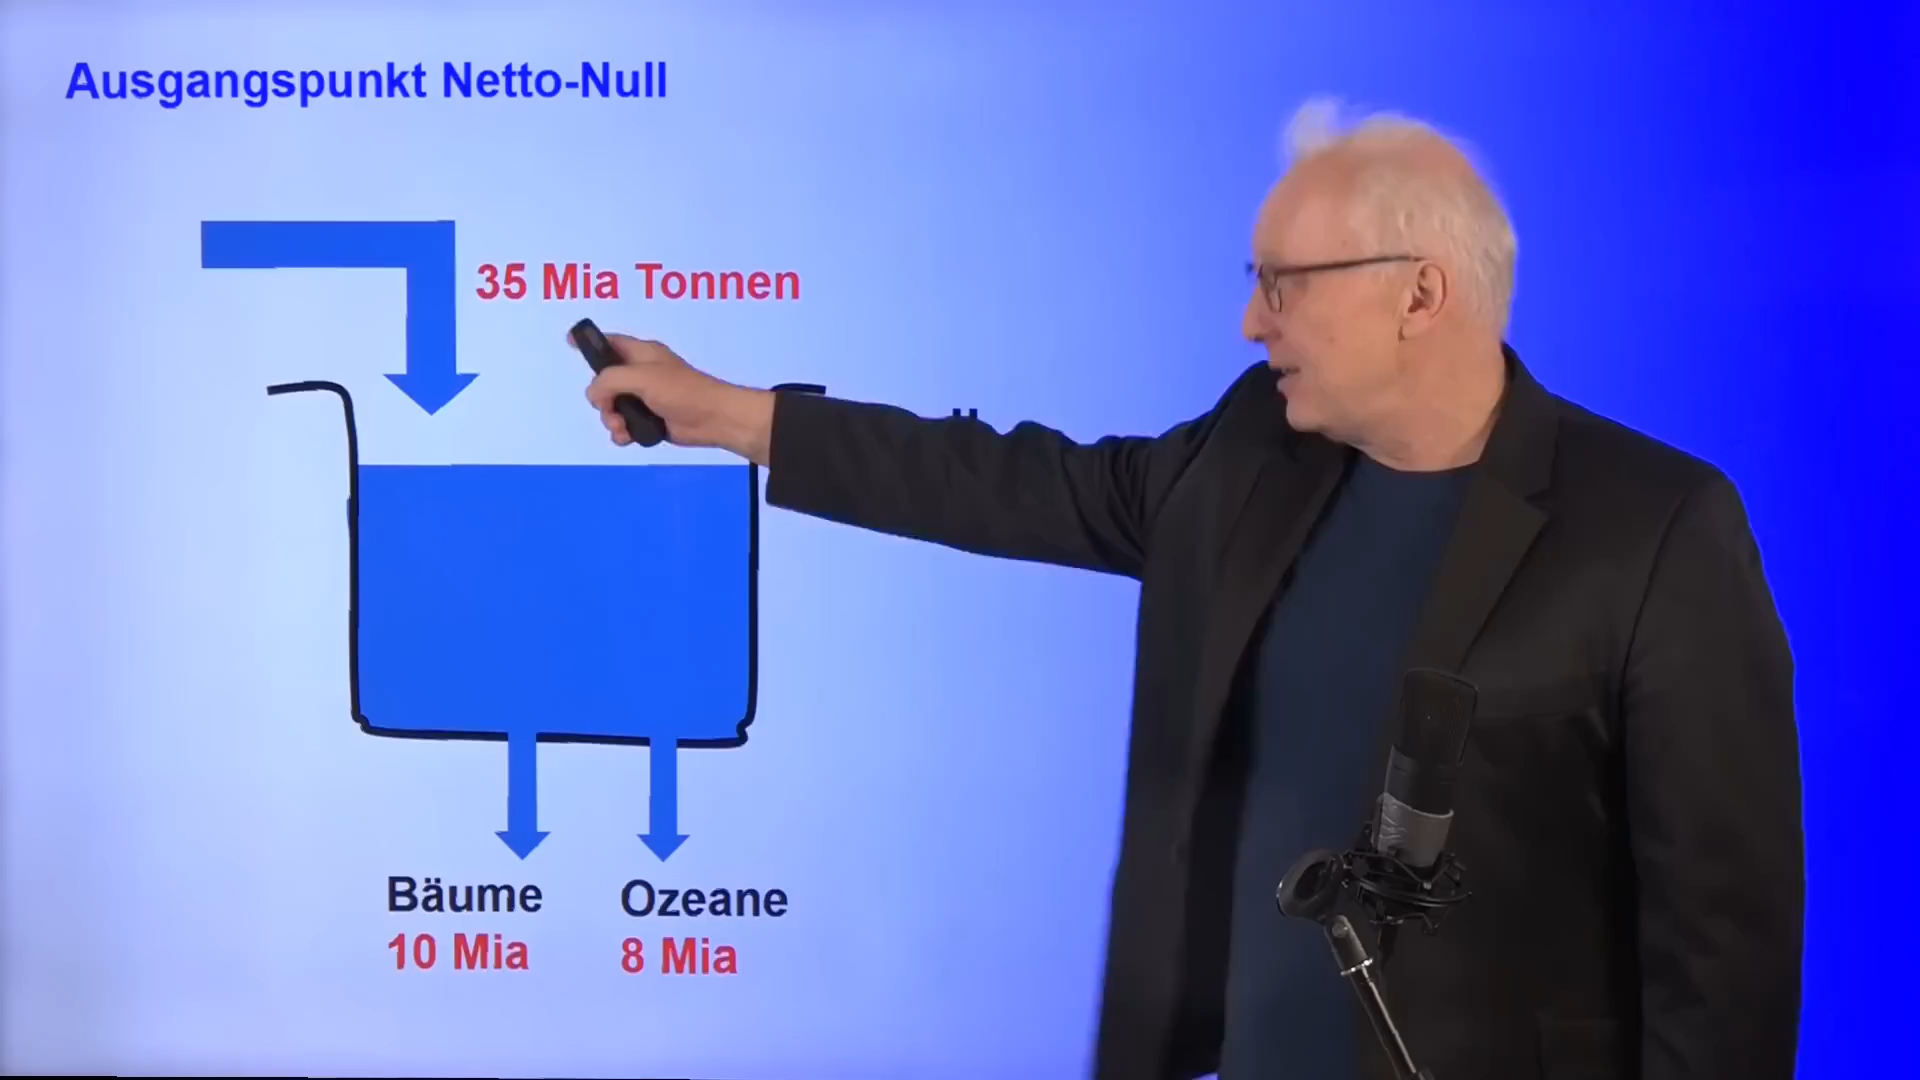 Ausgangspunkt Netto-Null
35 Mia Tonnen
Bäume
Ozeane
10 Mia
8 Mia